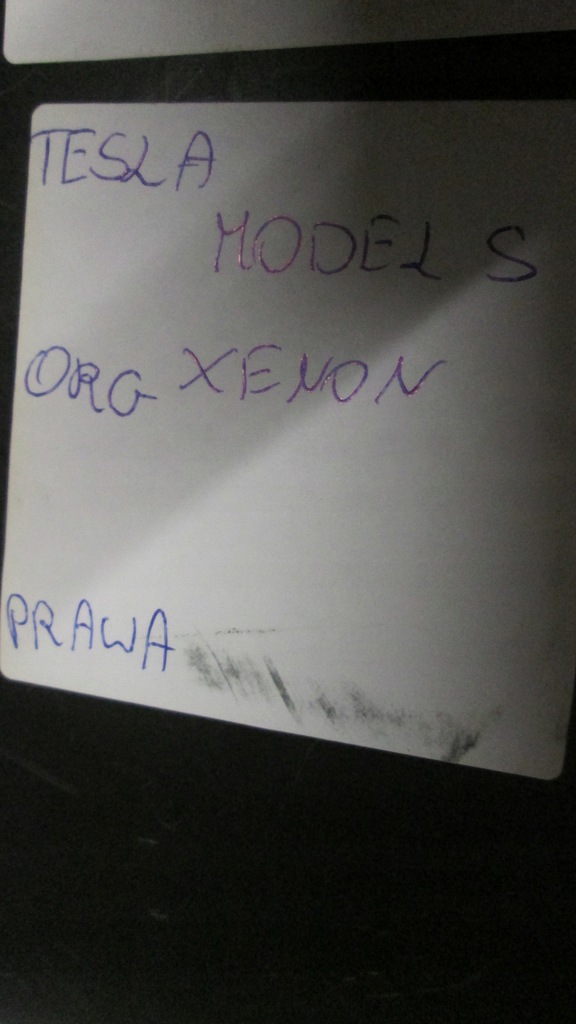 TESLA
MODEL S
ORG XENON
PRAWA